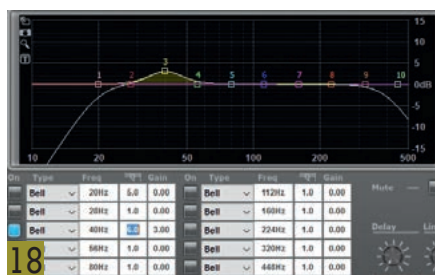 15
10
5
0dB
-5
-10
-15
1 2 3 4 5 6 7 8 9 10
10 20 50 100 200 500
On Type Freq Gain On Type Freq Gain
Bell 20Hz 5.0 0.00 Bell 112Hz 1.0 0.00
Bell 28Hz 1.0 0.00 Bell 160Hz 1.0 0.00
Bell 40Hz 3.00 Bell 224Hz 1.0 0.00
56Hz 1.0 0.00 Bell 320Hz 1.0 0.00
80Hz 1.0 0.00 Bell 448Hz 1.0 0.00
Mute
Delay
18